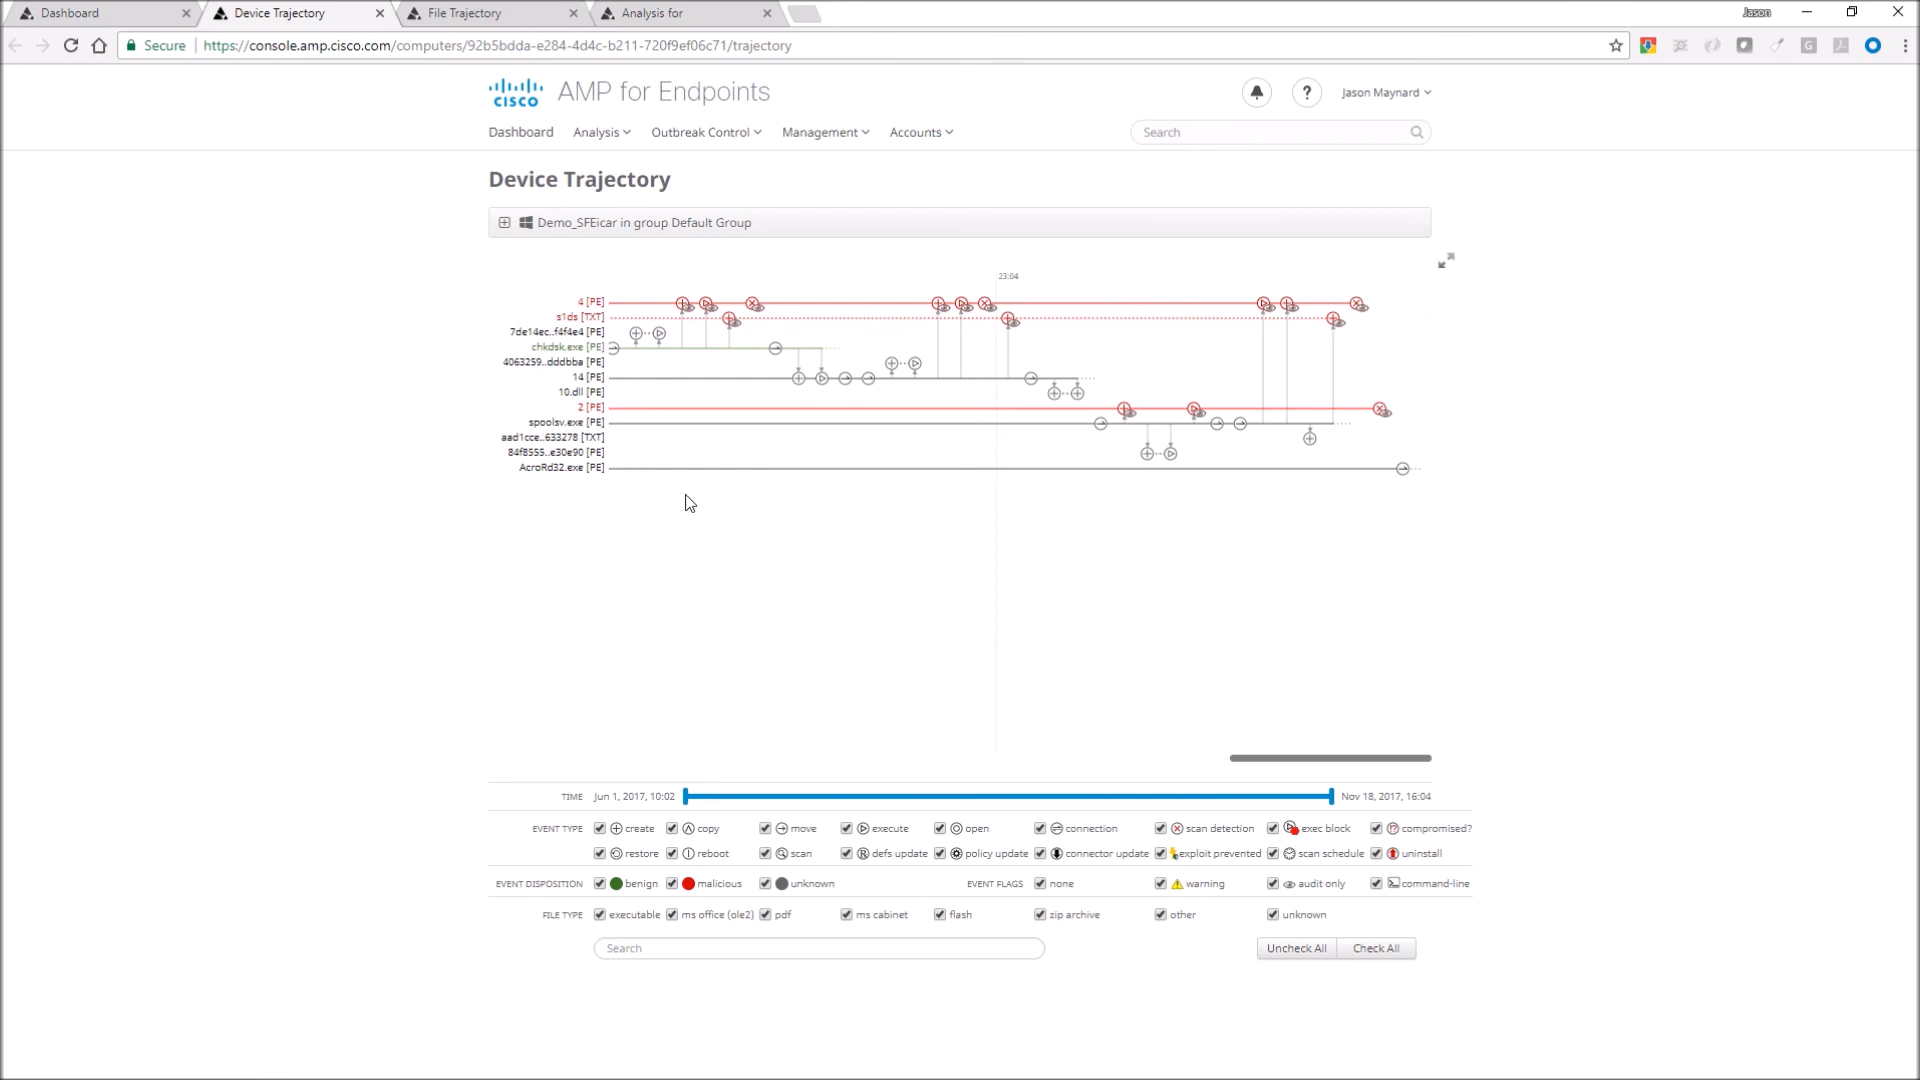 Dashboard
Device Trajectory
File Trajectory
Analysis for
Jason
Secure
https://console.amp.cisco.com/computers/92b5bdda-e284-4d4c-b211-720f9ef06c71/trajectory
CISCO
AMP for Endpoints
?
Jason Maynard
Dashboard Analysis Outbreak Control Management Accounts
Search
Device Trajectory
Demo_SFEicar in group Default Group
23:04
4 [PE]
s1ds [TXT]
7de14ec..f4f4e4 [PE]
chkdsk.exe [PE]
4063259..dddbba [PE]
14 [PE]
10.dll [PE]
2 [PE]
spoolsv.exe [PE]
aad1cce..633278 [TXT]
84f8555..e30e90 [PE]
AcroRd32.exe [PE]
TIME Jun 1, 2017, 10:02 Nov 18, 2017, 16:04
EVENT TYPE create copy move execute open connection scan detection exec block compromised?
restore reboot scan defs update policy update connector update exploit prevented scan schedule uninstall
EVENT DISPOSITION benign malicious unknown EVENT FLAGS none warning audit only command-line
FILE TYPE executable ms office (ole2) pdf ms cabinet flash zip archive other unknown
Search
Uncheck All Check All